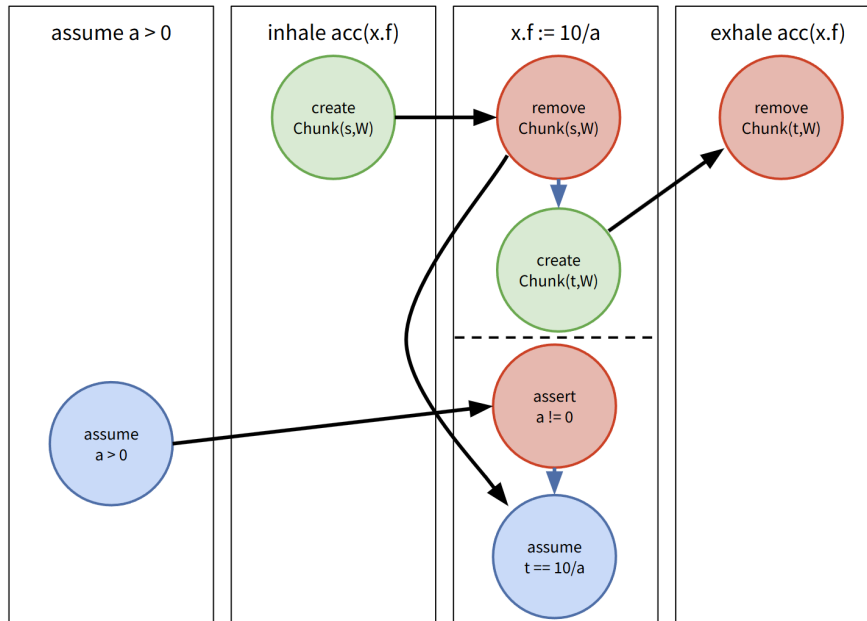 assume a > 0
inhale acc(x.f)
x.f := 10/a
exhale acc(x.f)
create
Chunk(s,W)
remove
Chunk(s,W)
remove
Chunk(t,W)
create
Chunk(t,W)
assert
a != 0
assume
a > 0
assume
t == 10/a